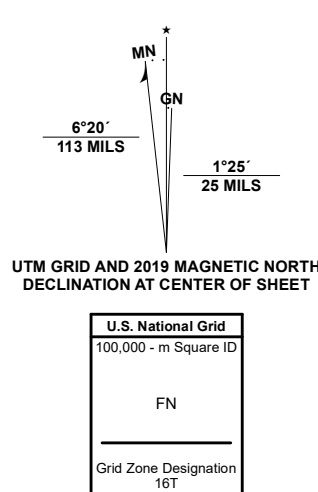 ★
MN
GN
6°20´
113 MILS
1°25´
25 MILS
UTM GRID AND 2019 MAGNETIC NORTH
DECLINATION AT CENTER OF SHEET
U.S. National Grid
100,000 - m Square ID
FN
Grid Zone Designation
16T